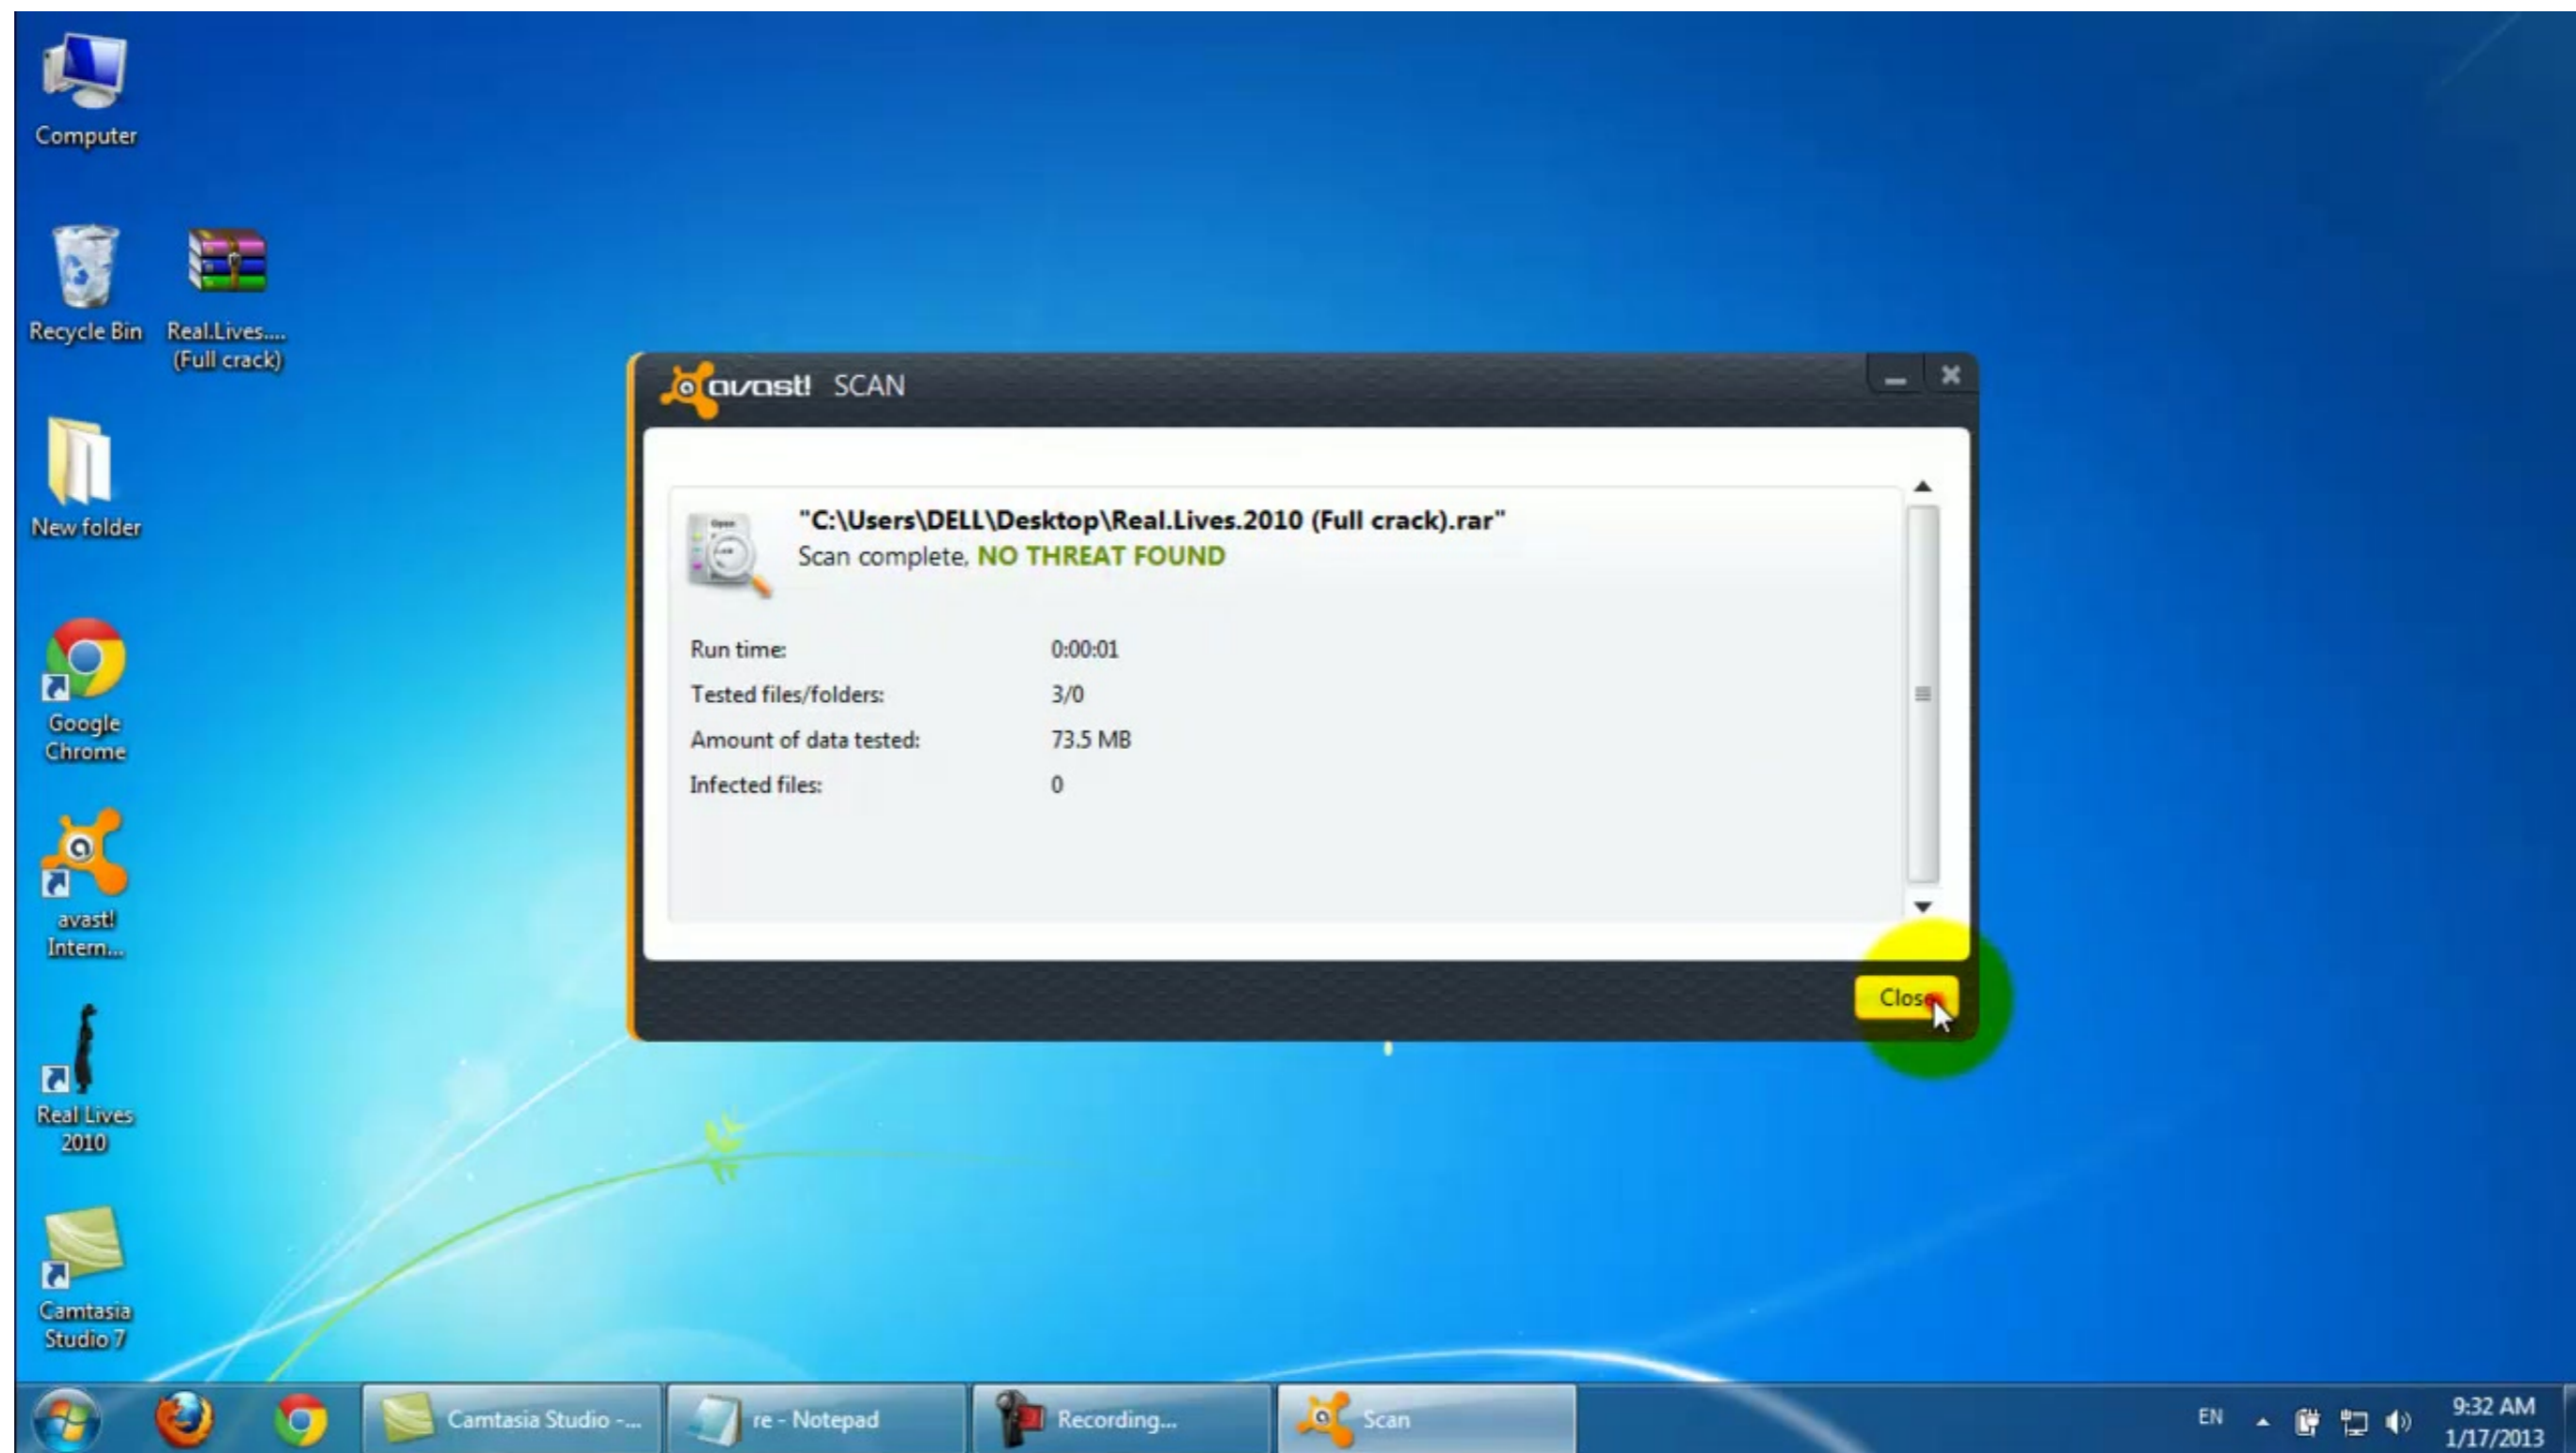 Computer
Recycle Bin
Real.Lives....
(Full crack)
New folder
Google
Chrome
avast!
Intern...
Real Lives
2010
Camtasia
Studio 7
avast! SCAN
"C:\Users\DELL\Desktop\Real.Lives.2010 (Full crack).rar"
Scan complete, NO THREAT FOUND
Run time: 0:00:01
Tested files/folders: 3/0
Amount of data tested: 73.5 MB
Infected files: 0
Close
Camtasia Studio -...
re - Notepad
Recording...
Scan
EN
9:32 AM
1/17/2013